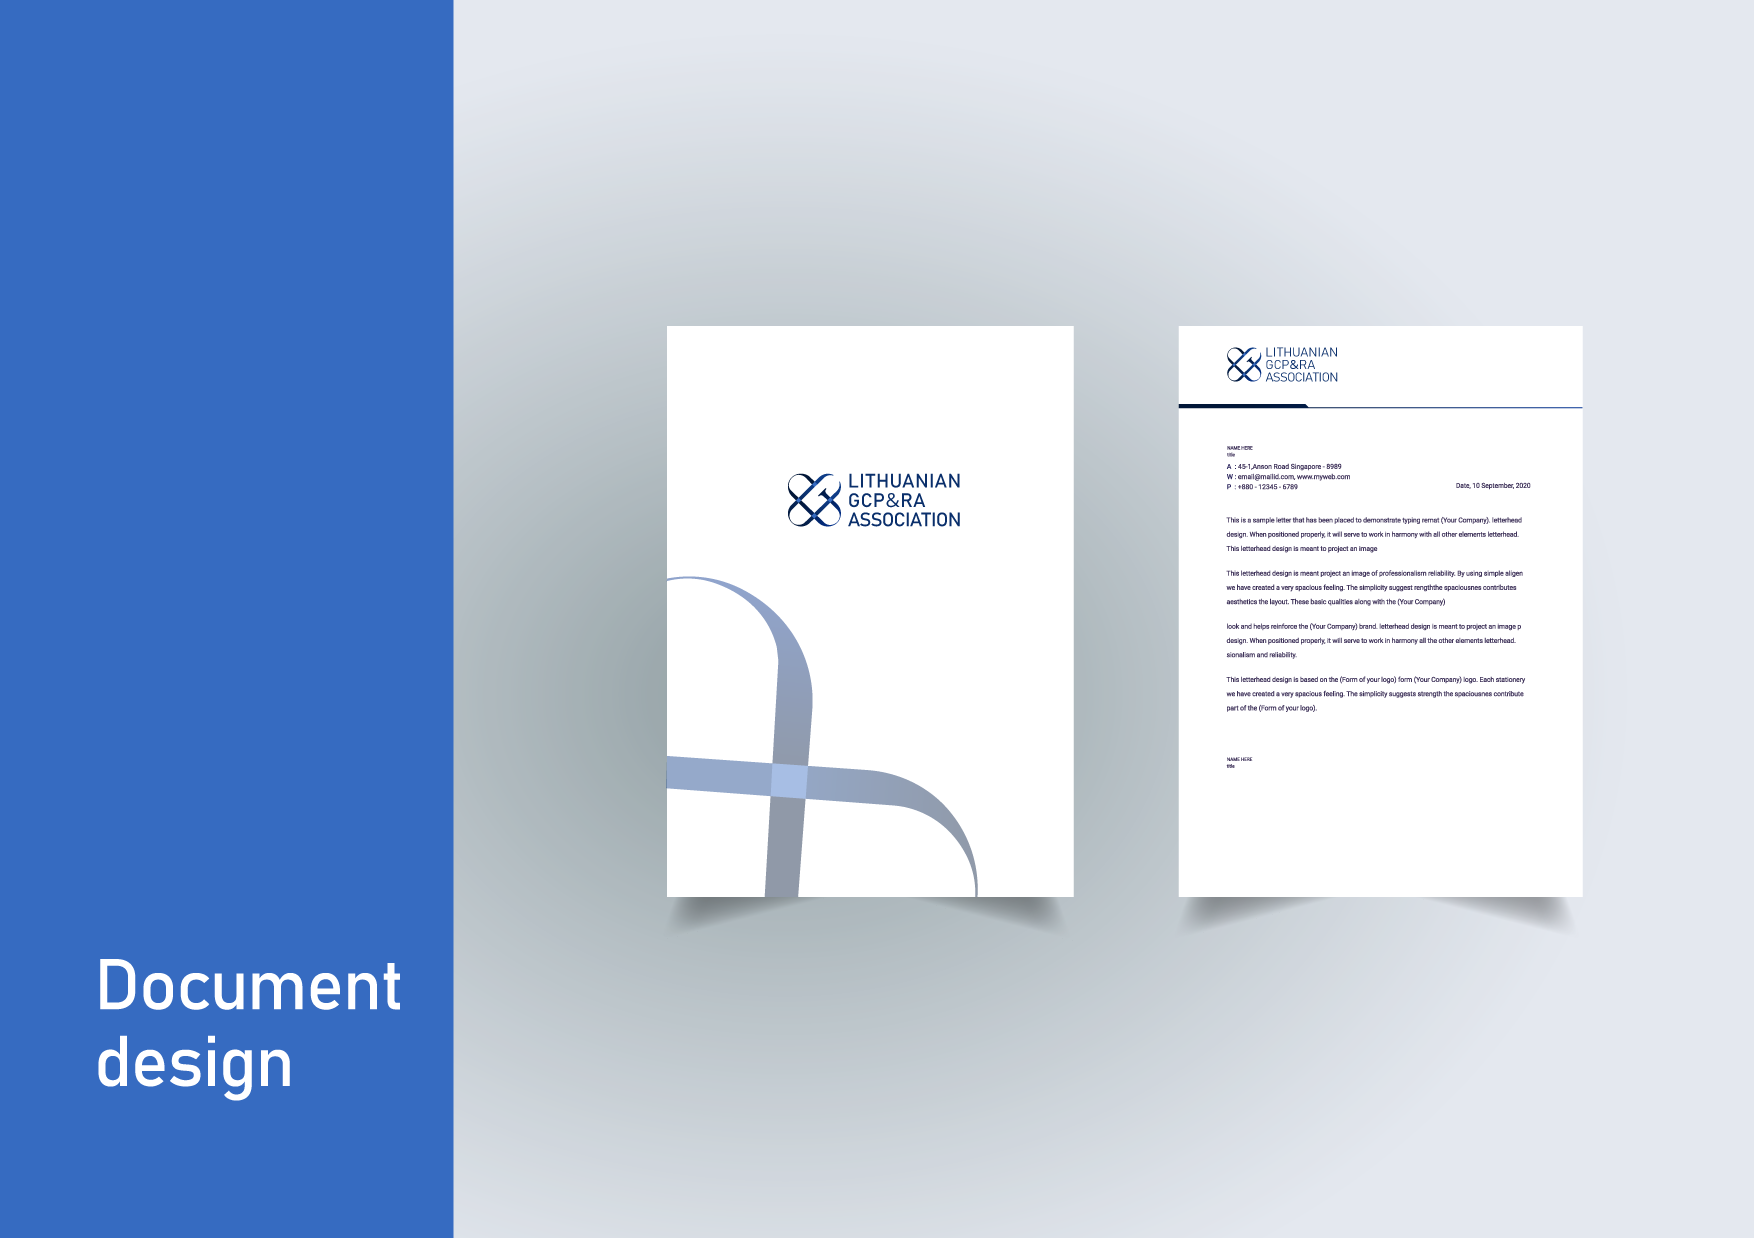 Document
design
LITHUANIAN
GCP&RA
ASSOCIATION
LITHUANIAN
GCP&RA
ASSOCIATION
NAME HERE
title
A : 45-1,Anson Road Singapore - 8989
W : email@mailid.com, www.myweb.com
P : +880 - 12345 - 6789
Date, 10 September, 2020
This is a sample letter that has been placed to demonstrate typing remat (Your Company). letterhead
design. When positioned properly, it will serve to work in harmony with all other elements letterhead.
This letterhead design is meant to project an image
This letterhead design is meant project an image of professionalism reliability. By using simple aligen
we have created a very spacious feeling. The simplicity suggest rengththe spaciousnes contributes
aesthetics the layout. These basic qualities along with the (Your Company)
look and helps reinforce the (Your Company) brand. letterhead design is meant to project an image p
design. When positioned properly, it will serve to work in harmony all the other elements letterhead.
sionalism and reliability.
This letterhead design is based on the (Form of your logo) form (Your Company) logo. Each stationery
we have created a very spacious feeling. The simplicity suggests strength the spaciousnes contribute
part of the (Form of your logo).
NAME HERE
title